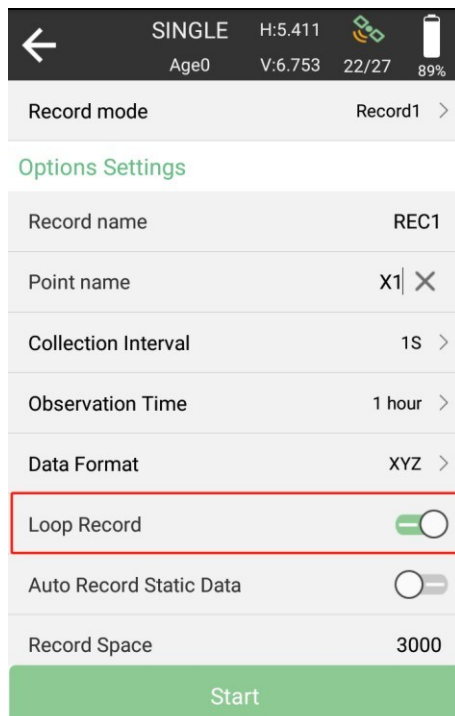 SINGLE H:5.411
Age0 V:6.753 22/27 89%
Record mode Record1 >
Options Settings
Record name REC1
Point name X1
Collection Interval 1S >
Observation Time 1 hour >
Data Format XYZ >
Loop Record
Auto Record Static Data
Record Space 3000
Start